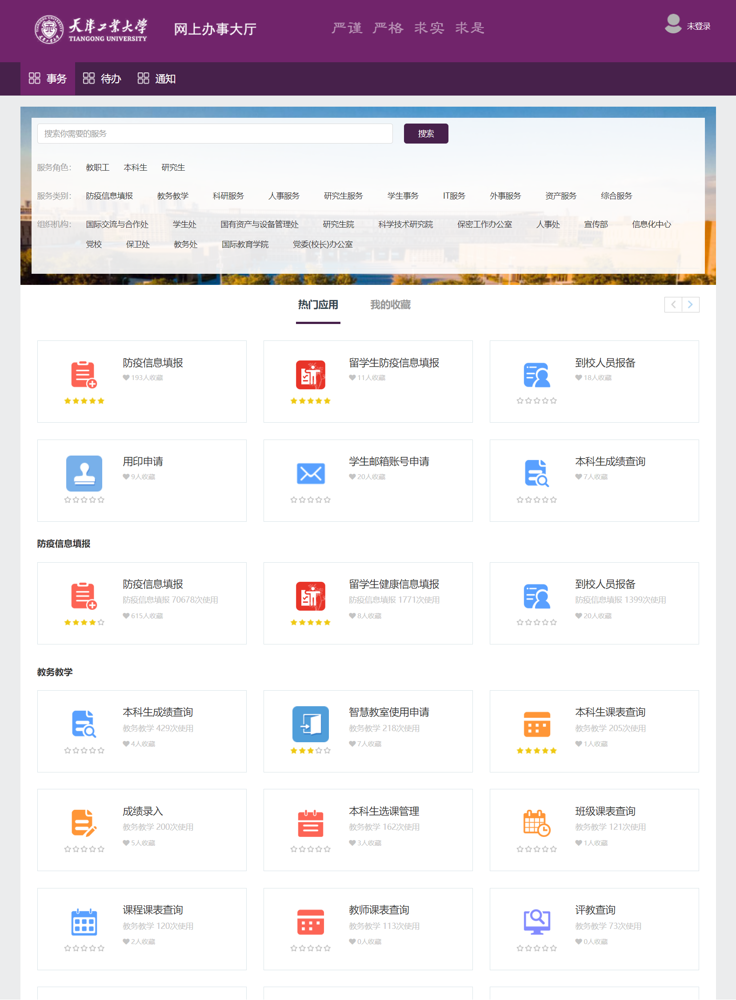 天津工业大学
TIANGONG UNIVERSITY
网上办事大厅
严谨 严格 求实 求是
未登录
事务 待办 通知
搜索你需要的服务 搜索
服务角色: 教职工 本科生 研究生
服务类别: 防疫信息填报 教务教学 科研服务 人事服务 研究生服务 学生事务 IT服务 外事服务 资产服务 综合服务
组织机构: 国际交流与合作处 学生处 国有资产与设备管理处 研究生院 科学技术研究院 保密工作办公室 人事处 宣传部 信息化中心
党校 保卫处 教务处 国际教育学院 党委(校长)办公室
热门应用 我的收藏
防疫信息填报 留学生防疫信息填报 到校人员报备
193人收藏 11人收藏 18人收藏
用印申请 学生邮箱账号申请 本科生成绩查询
9人收藏 20人收藏 7人收藏
防疫信息填报
防疫信息填报 留学生健康信息填报 到校人员报备
防疫信息填报 70678次使用 防疫信息填报 1771次使用 防疫信息填报 1399次使用
615人收藏 8人收藏 20人收藏
教务教学
本科生成绩查询 智慧教室使用申请 本科生课表查询
教务教学 429次使用 教务教学 218次使用 教务教学 205次使用
4人收藏 7人收藏 1人收藏
成绩录入 本科生选课管理 班级课表查询
教务教学 200次使用 教务教学 162次使用 教务教学 121次使用
5人收藏 3人收藏 1人收藏
课程课表查询 教师课表查询 评教查询
教务教学 120次使用 教务教学 113次使用 教务教学 73次使用
2人收藏 0人收藏 0人收藏